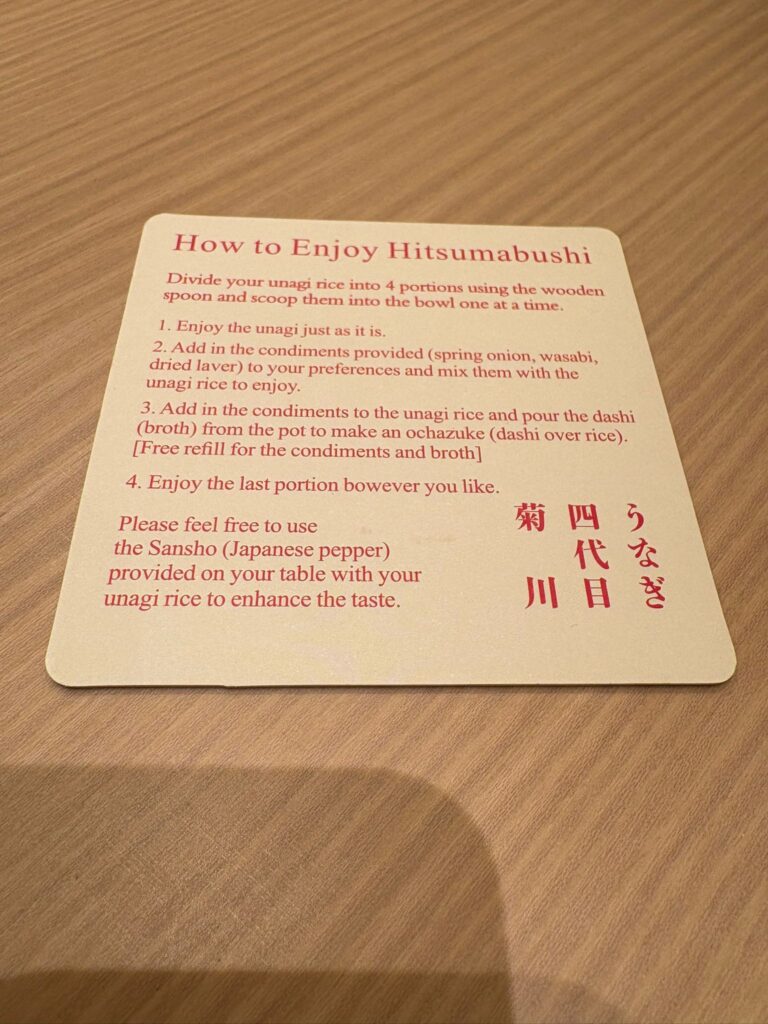 How to Enjoy Hitsumabushi
Divide your unagi rice into 4 portions using the wooden
spoon and scoop them into the bowl one at a time.
1. Enjoy the unagi just as it is.
2. Add in the condiments provided (spring onion, wasabi,
dried laver) to your preferences and mix them with the
unagi rice to enjoy.
3. Add in the condiments to the unagi rice and pour the dashi
(broth) from the pot to make an ochazuke (dashi over rice).
[Free refill for the condiments and broth]
4. Enjoy the last portion bowever you like.
Please feel free to use
the Sansho (Japanese pepper)
provided on your table with your
unagi rice to enhance the taste.
うなぎ
四代目
菊川